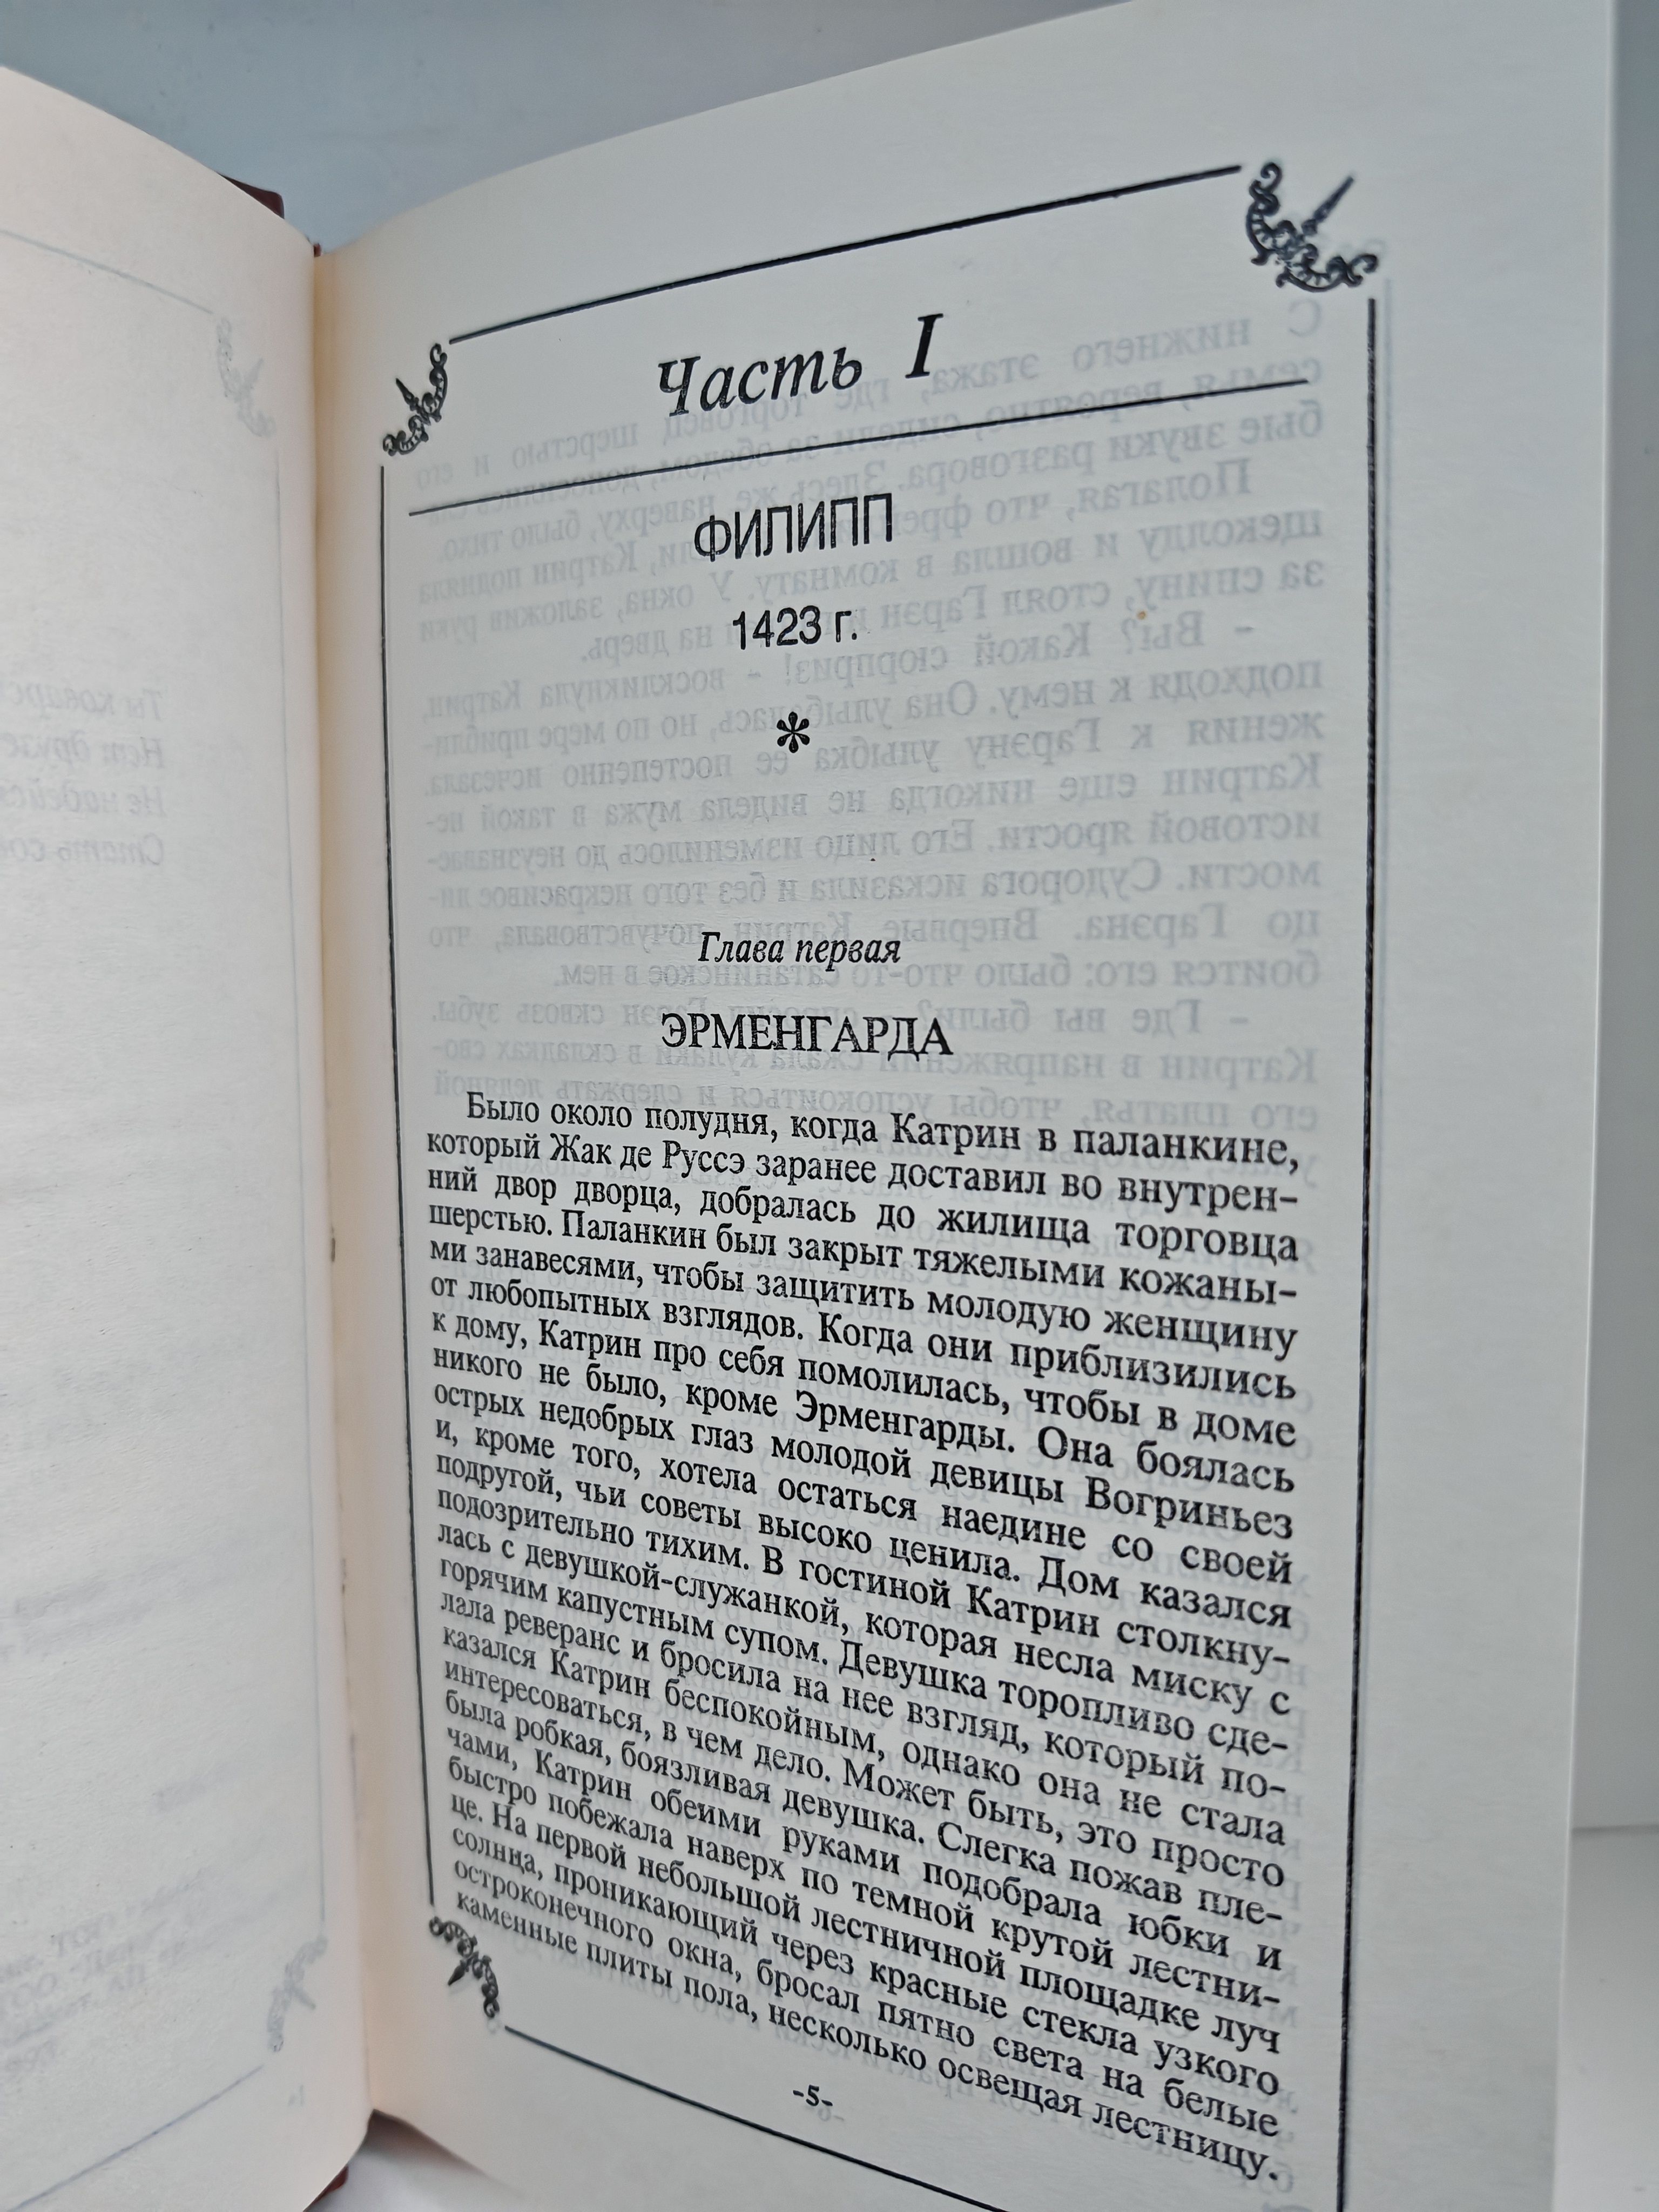 Часть I
ФИЛИПП
1423 г.
*
Глава первая
ЭРМЕНГАРДА
Было около полудня, когда Катрин в паланкине,
который Жак де Руссэ заранее доставил во внутрен-
ний двор дворца, добралась до жилища торговца
шерстью. Паланкин был закрыт тяжелыми кожаны-
ми занавесями, чтобы защитить молодую женщину
от любопытных взглядов. Когда они приблизились
к дому, Катрин про себя помолилась, чтобы в доме
никого не было, кроме Эрменгарды. Она боялась
острых недобрых глаз молодой девицы Вогриньез
и, кроме того, хотела остаться наедине со своей
подругой, чьи советы высоко ценила. Дом казался
подозрительно тихим. В гостиной Катрин столкну-
лась с девушкой-служанкой, которая несла миску с
горячим капустным супом. Девушка торопливо сде-
лала реверанс и бросила на нее взгляд, который по-
казался Катрин беспокойным, однако она не стала
интересоваться, в чем дело. Может быть, это просто
была робкая, боязливая девушка. Слегка пожав пле-
чами, Катрин обеими руками подобрала юбки и
быстро побежала наверх по темной крутой лестни-
це. На первой небольшой лестничной площадке луч
солнца, проникающий через красные стекла узкого
остроконечного окна, бросал пятно света на белые
каменные плиты пола, несколько освещая лестницу.
-5-